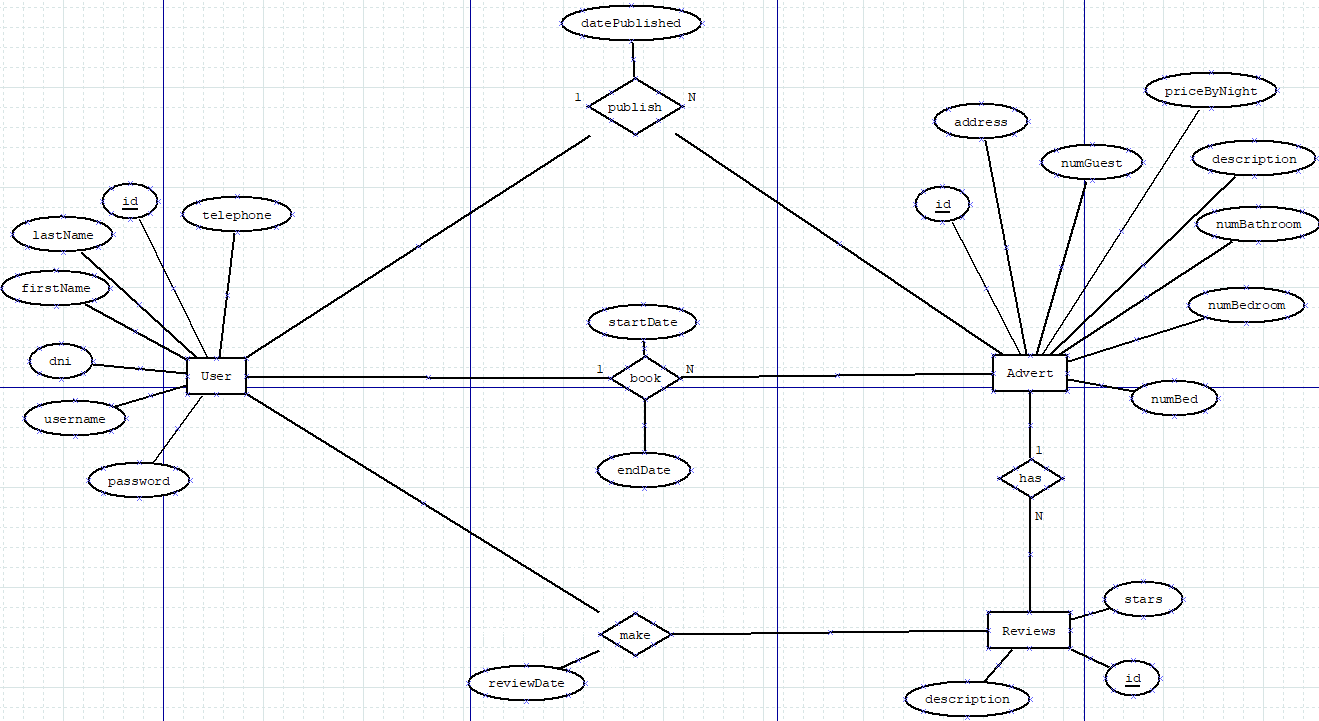 datePublished
1
publish
N
priceByNight
address
numGuest
description
id
telephone
id
lastName
numBathroom
firstName
numBedroom
startDate
dni
User
1
book
N
Advert
username
numBed
password
endDate
1
has
N
stars
make
Reviews
reviewDate
id
description